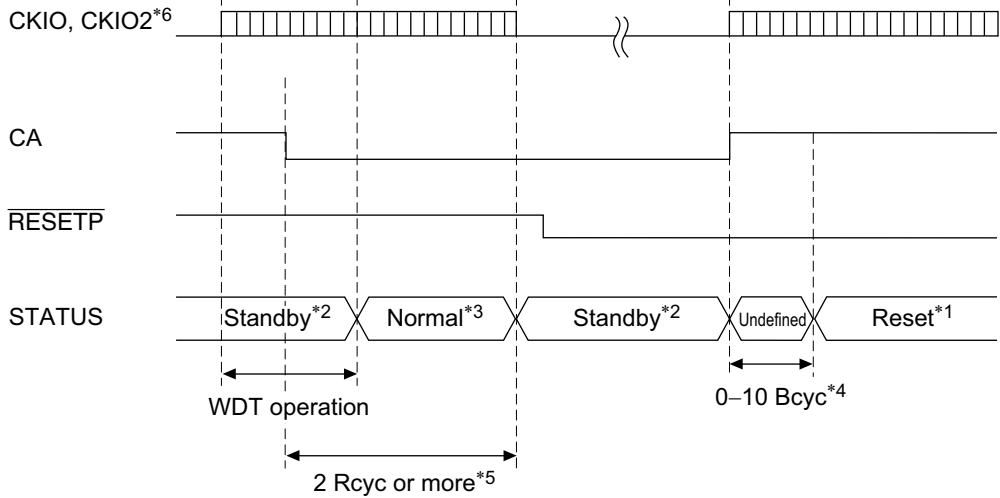 CKIO, CKIO2*6
CA
RESETP
STATUS
Standby*2
Normal*3
Standby*2
Undefined
Reset*1
WDT operation
0–10 Bcyc*4
2 Rcyc or more*5